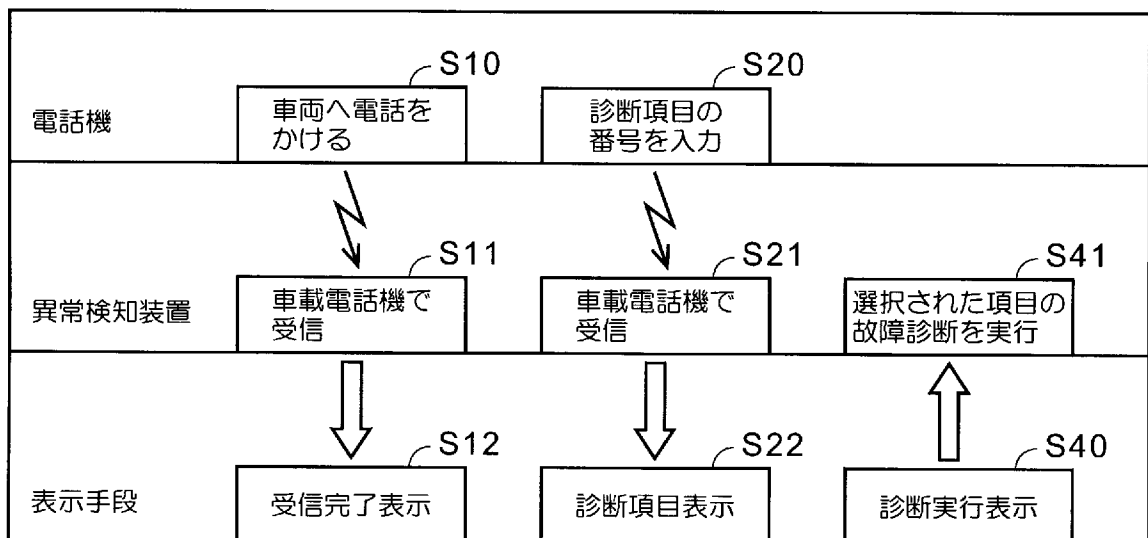 S10
S20
電話機
車両へ電話を
かける
診断項目の
番号を入力
S11
S21
S41
異常検知装置
車載電話機で
受信
車載電話機で
受信
選択された項目の
故障診断を実行
S12
S22
S40
表示手段
受信完了表示
診断項目表示
診断実行表示